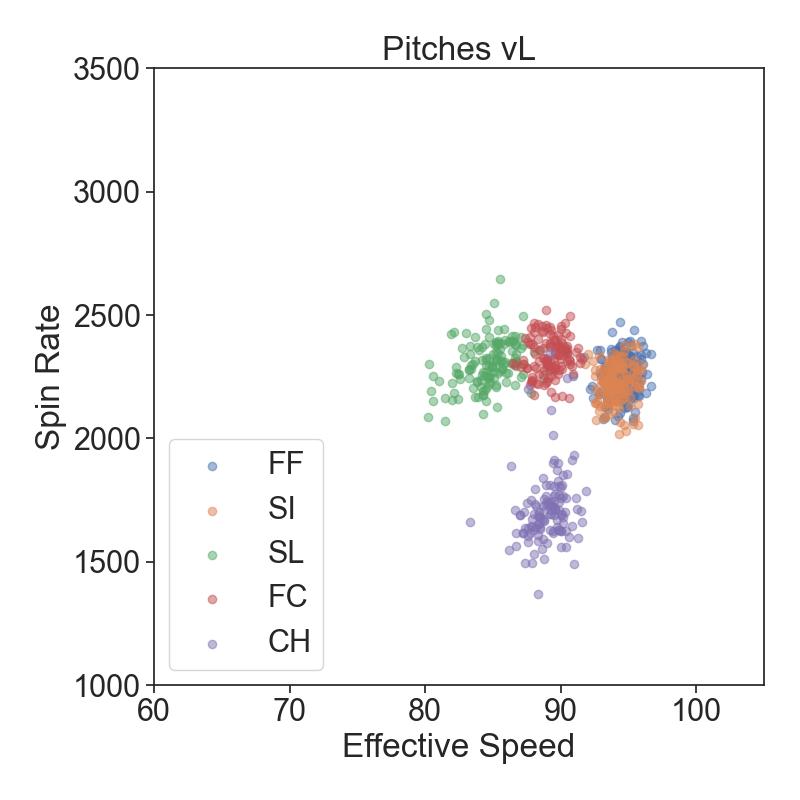 Pitches vL
3500
3000
2500
2000
1500
1000
Spin Rate
FF
SI
SL
FC
CH
60 70 80 90 100
Effective Speed